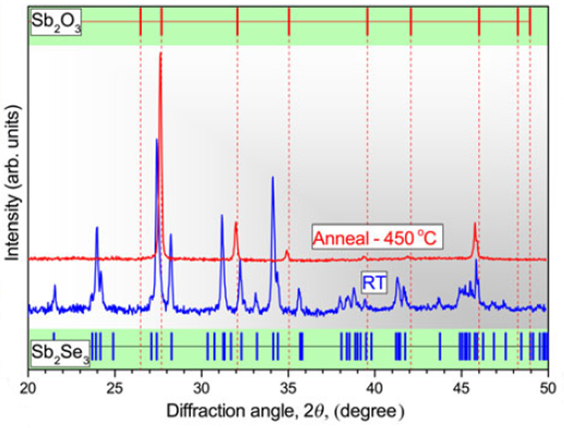 Sb₂O₃
Intensity (arb. units)
Anneal - 450 °C
RT
Sb₂Se₃
20 25 30 35 40 45 50
Diffraction angle, 2θ, (degree)